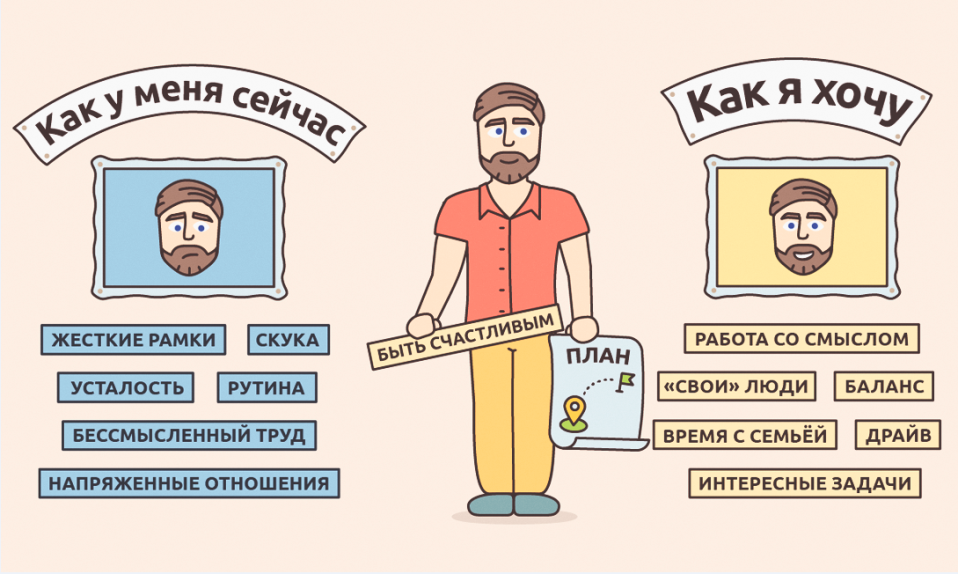 Как у меня сейчас
ЖЕСТКИЕ РАМКИ
СКУКА
УСТАЛОСТЬ
РУТИНА
БЕССМЫСЛЕННЫЙ ТРУД
НАПРЯЖЕННЫЕ ОТНОШЕНИЯ
БЫТЬ СЧАСТЛИВЫМ
ПЛАН
Как я хочу
РАБОТА СО СМЫСЛОМ
«СВОИ» ЛЮДИ
БАЛАНС
ВРЕМЯ С СЕМЬЁЙ
ДРАЙВ
ИНТЕРЕСНЫЕ ЗАДАЧИ